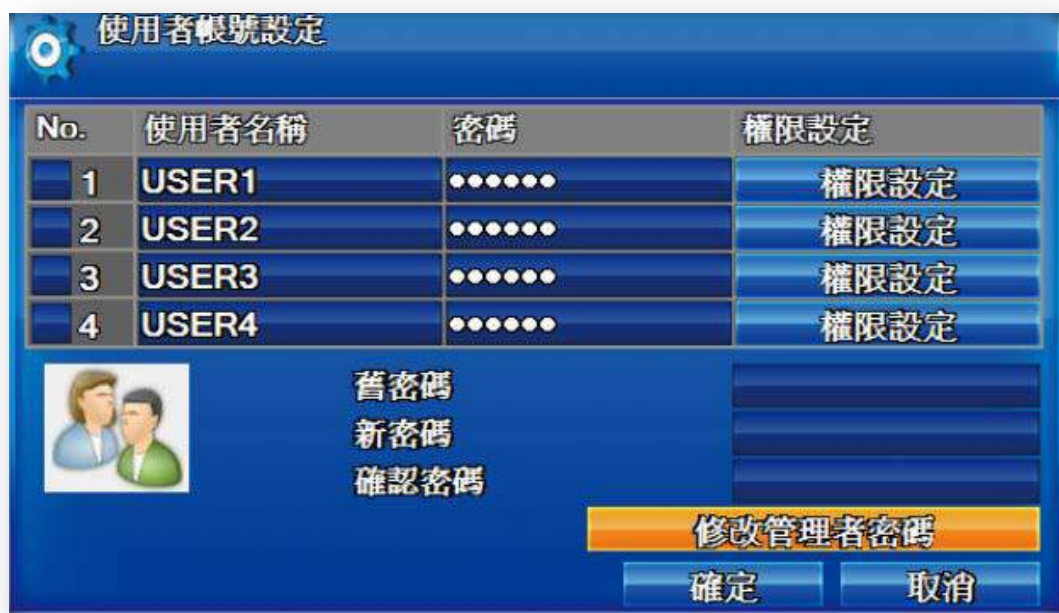 使用者帳號設定
No. 使用者名稱 密碼 權限設定
1 USER1 ●●●●●● 權限設定
2 USER2 ●●●●●● 權限設定
3 USER3 ●●●●●● 權限設定
4 USER4 ●●●●●● 權限設定
舊密碼
新密碼
確認密碼
修改管理者密碼
確定 取消